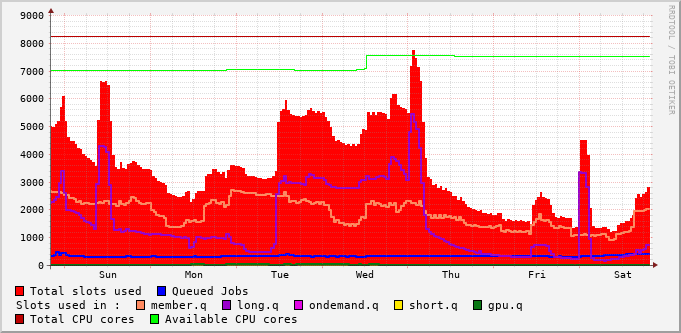 9000
8000
7000
6000
5000
4000
3000
2000
1000
0
Sun Mon Tue Wed Thu Fri Sat
RRDTOOL / TOBI OETIKER
Total slots used Queued Jobs
Slots used in : member.q long.q ondemand.q short.q gpu.q
Total CPU cores Available CPU cores